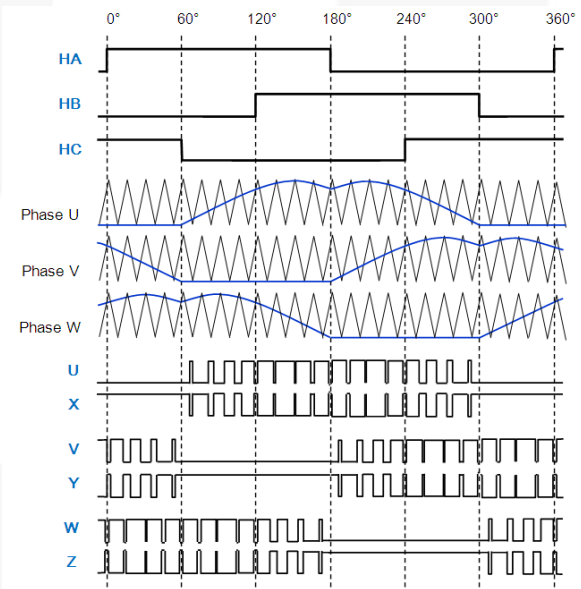 0° 60° 120° 180° 240° 300° 360°
HA
HB
HC
Phase U
Phase V
Phase W
U
X
V
Y
W
Z